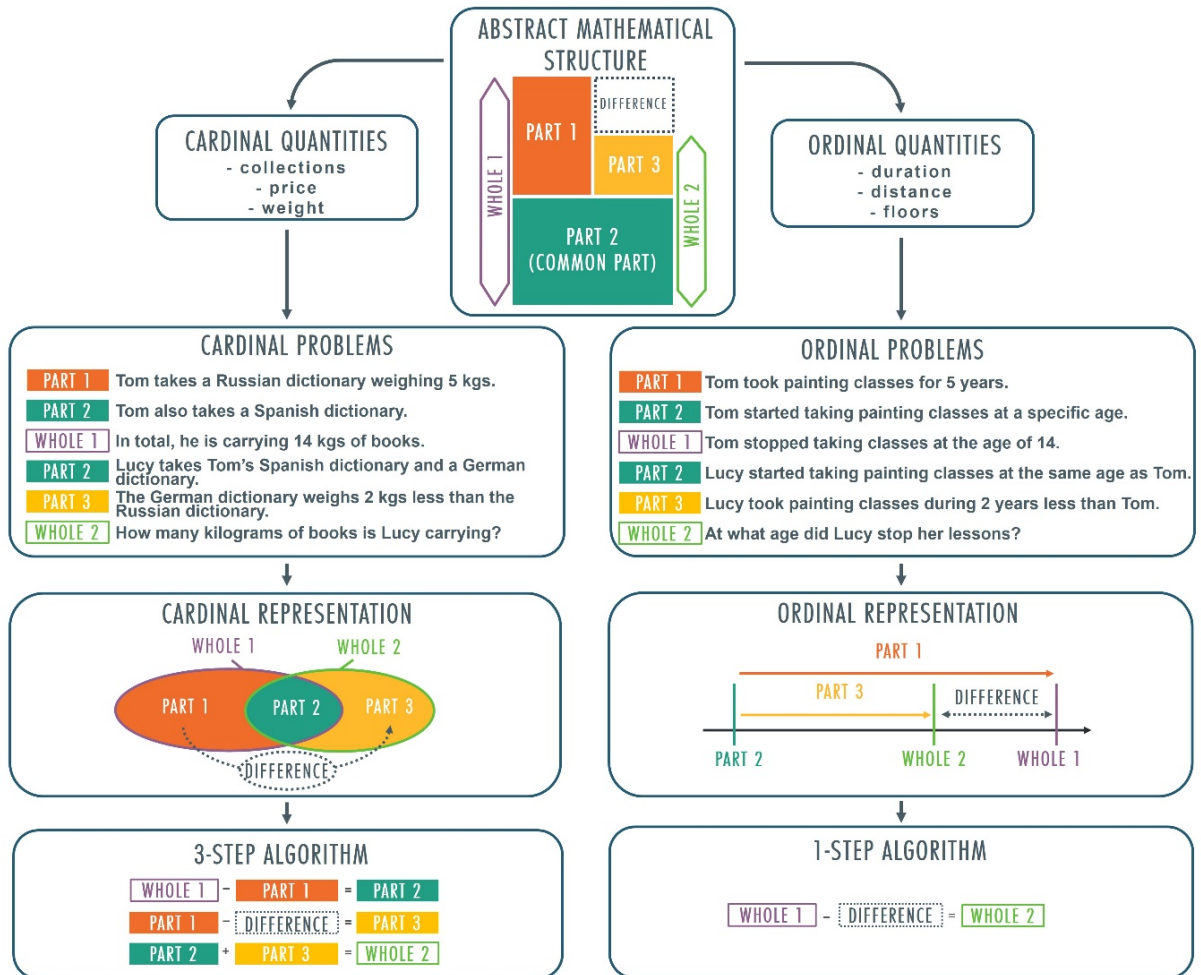 ABSTRACT MATHEMATICAL
STRUCTURE
WHOLE 1
PART 1
DIFFERENCE
PART 3
PART 2
(COMMON PART)
WHOLE 2
CARDINAL QUANTITIES
- collections
- price
- weight
ORDINAL QUANTITIES
- duration
- distance
- floors
CARDINAL PROBLEMS
PART 1 Tom takes a Russian dictionary weighing 5 kgs.
PART 2 Tom also takes a Spanish dictionary.
WHOLE 1 In total, he is carrying 14 kgs of books.
PART 2 Lucy takes Tom's Spanish dictionary and a German
dictionary.
PART 3 The German dictionary weighs 2 kgs less than the
Russian dictionary.
WHOLE 2 How many kilograms of books is Lucy carrying?
ORDINAL PROBLEMS
PART 1 Tom took painting classes for 5 years.
PART 2 Tom started taking painting classes at a specific age.
WHOLE 1 Tom stopped taking classes at the age of 14.
PART 2 Lucy started taking painting classes at the same age as Tom.
PART 3 Lucy took painting classes during 2 years less than Tom.
WHOLE 2 At what age did Lucy stop her lessons?
CARDINAL REPRESENTATION
WHOLE 1 WHOLE 2
PART 1 PART 2 PART 3
DIFFERENCE
ORDINAL REPRESENTATION
PART 1
PART 3 DIFFERENCE
PART 2 WHOLE 2 WHOLE 1
3-STEP ALGORITHM
WHOLE 1 - PART 1 = PART 2
PART 1 - DIFFERENCE = PART 3
PART 2 + PART 3 = WHOLE 2
1-STEP ALGORITHM
WHOLE 1 - DIFFERENCE = WHOLE 2